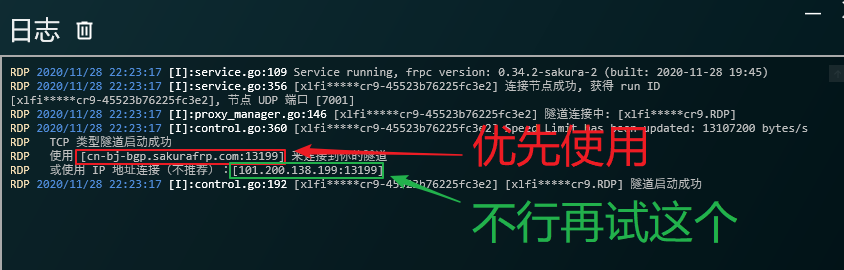 日志
RDP 2020/11/28 22:23:17 [I]:service.go:109 Service running, frpc version: 0.34.2-sakura-2 (built: 2020-11-28 19:45)
RDP 2020/11/28 22:23:17 [I]:service.go:356 [xlfi*****cr9-45523b76225fc3e2] 连接节点成功, 获得 run ID
[xlfi*****cr9-45523b76225fc3e2], 节点 UDP 端口 [7001]
RDP 2020/11/28 22:23:17 [I]:proxy_manager.go:146 [xlfi*****cr9-45523b76225fc3e2] 隧道连接中: [xlfi*****cr9.RDP]
RDP 2020/11/28 22:23:17 [I]:control.go:360 [xlfi*****cr9-45523b76225fc3e2] Speed Limit has been updated: 13107200 bytes/s
RDP TCP 类型隧道启动成功
RDP 使用 [cn-bj-bgp.sakurafrp.com:13199] 来连接到你的隧道
RDP 或使用 IP 地址连接（不推荐）: [101.200.138.199:13199]
RDP 2020/11/28 22:23:17 [I]:control.go:192 [xlfi*****cr9-45523b76225fc3e2] [xlfi*****cr9.RDP] 隧道启动成功
优先使用
不行再试这个